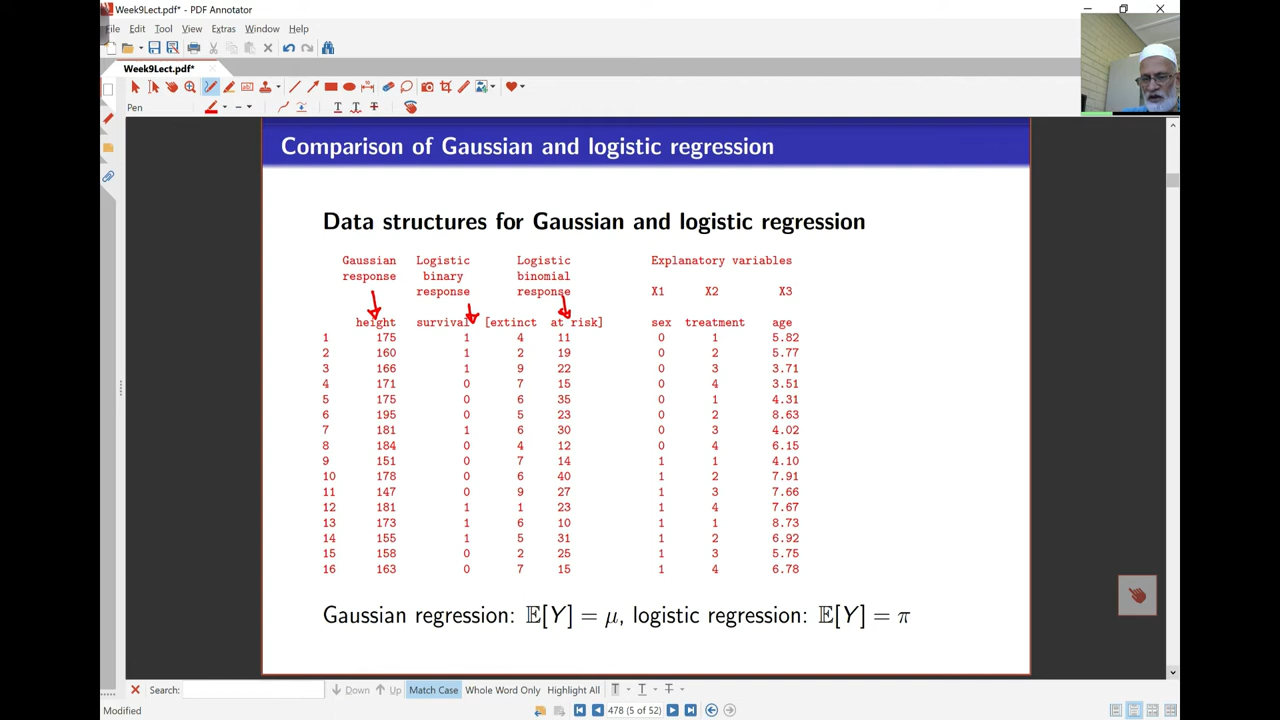 Week9Lect.pdf* - PDF Annotator
File Edit Tool View Extras Window Help
Week9Lect.pdf*
Pen
Comparison of Gaussian and logistic regression
Data structures for Gaussian and logistic regression
Gaussian Logistic Logistic Explanatory variables
response binary binomial
response response X1 X2 X3
height survival [extinct at risk] sex treatment age
1 175 1 4 11 0 1 5.82
2 160 1 2 19 0 2 5.77
3 166 1 9 22 0 3 3.71
4 171 0 7 15 0 4 3.51
5 175 0 6 35 0 1 4.31
6 195 0 5 23 0 2 8.63
7 181 1 6 30 0 3 4.02
8 184 0 4 12 0 4 6.15
9 151 0 7 14 1 1 4.10
10 178 0 6 40 1 2 7.91
11 147 0 9 27 1 3 7.66
12 181 1 1 23 1 4 7.67
13 173 1 6 10 1 1 8.73
14 155 1 5 31 1 2 6.92
15 158 0 2 25 1 3 5.75
16 163 0 7 15 1 4 6.78
Gaussian regression: 𝔼[Y] = μ, logistic regression: 𝔼[Y] = π
Search: Down Up Match Case Whole Word Only Highlight All
Modified 478 (5 of 52)